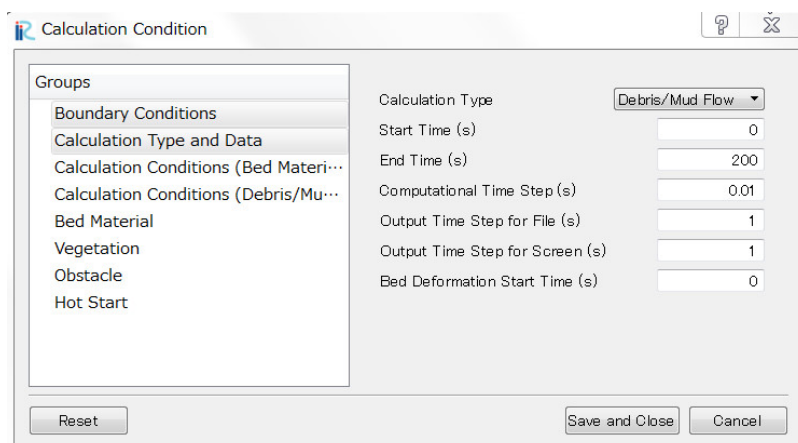 iRiC Calculation Condition
Groups
Boundary Conditions
Calculation Type and Data
Calculation Conditions (Bed Materi···
Calculation Conditions (Debris/Mu···
Bed Material
Vegetation
Obstacle
Hot Start
Calculation Type Debris/Mud Flow
Start Time (s) 0
End Time (s) 200
Computational Time Step (s) 0.01
Output Time Step for File (s) 1
Output Time Step for Screen (s) 1
Bed Deformation Start Time (s) 0
Reset Save and Close Cancel